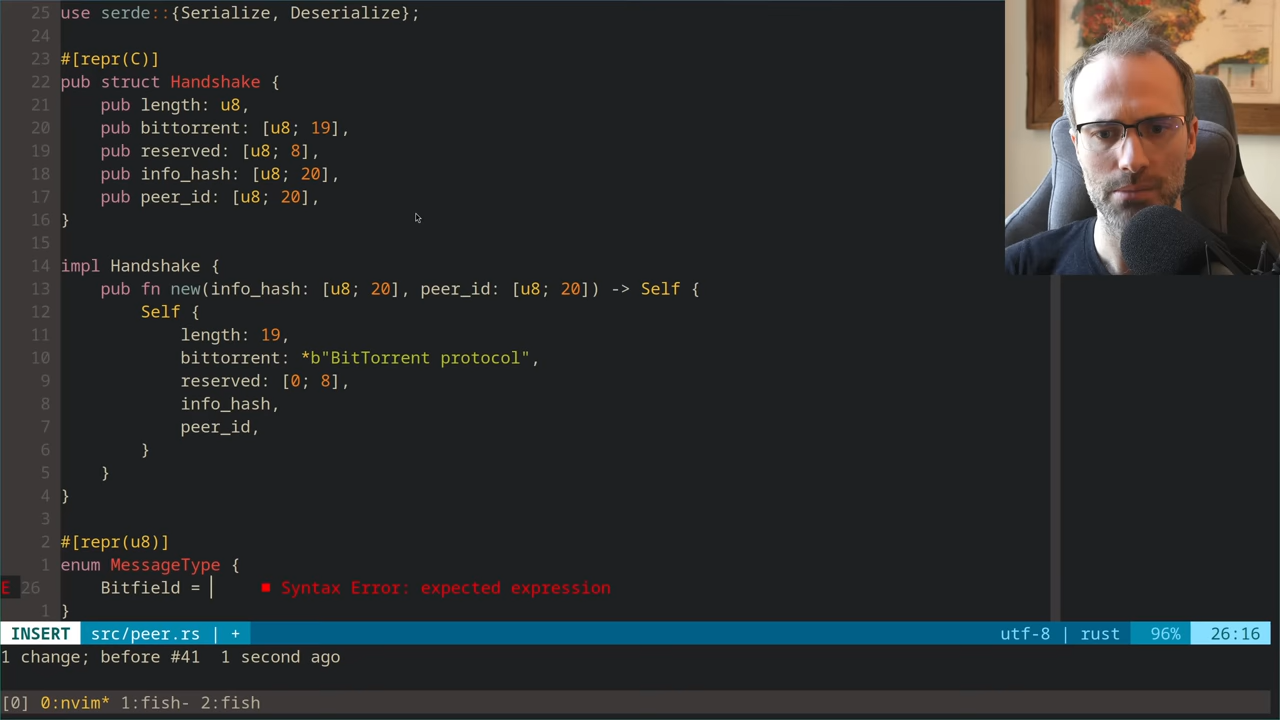 25 use serde::{Serialize, Deserialize};
24
23 #[repr(C)]
22 pub struct Handshake {
21     pub length: u8,
20     pub bittorrent: [u8; 19],
19     pub reserved: [u8; 8],
18     pub info_hash: [u8; 20],
17     pub peer_id: [u8; 20],
16 }
15
14 impl Handshake {
13     pub fn new(info_hash: [u8; 20], peer_id: [u8; 20]) -> Self {
12         Self {
11             length: 19,
10             bittorrent: *b"BitTorrent protocol",
9             reserved: [0; 8],
8             info_hash,
7             peer_id,
6         }
5     }
4 }
3
2 #[repr(u8)]
1 enum MessageType {
E 26     Bitfield =      ■ Syntax Error: expected expression
1 }
INSERT src/peer.rs | + utf-8 | rust 96% 26:16
1 change; before #41  1 second ago
[0] 0:nvim* 1:fish- 2:fish